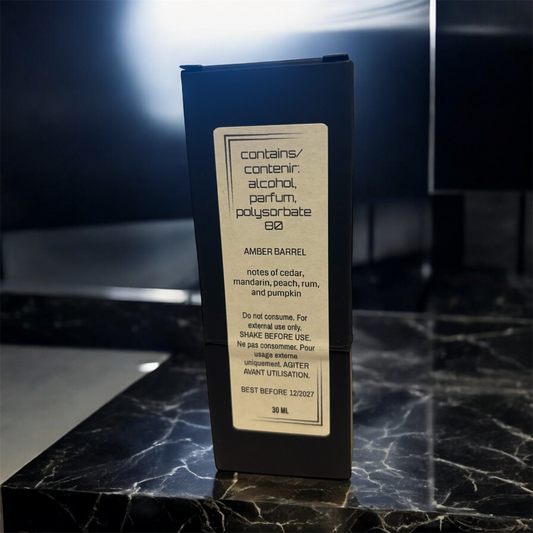 contains/
contenir:
alcohol,
parfum,
polysorbate
80
AMBER BARREL
notes of cedar,
mandarin, peach, rum,
and pumpkin
Do not consume. For
external use only.
SHAKE BEFORE USE.
Ne pas consommer. Pour
usage externe
uniquement. AGITER
AVANT UTILISATION.
BEST BEFORE 12/2027
30 ML